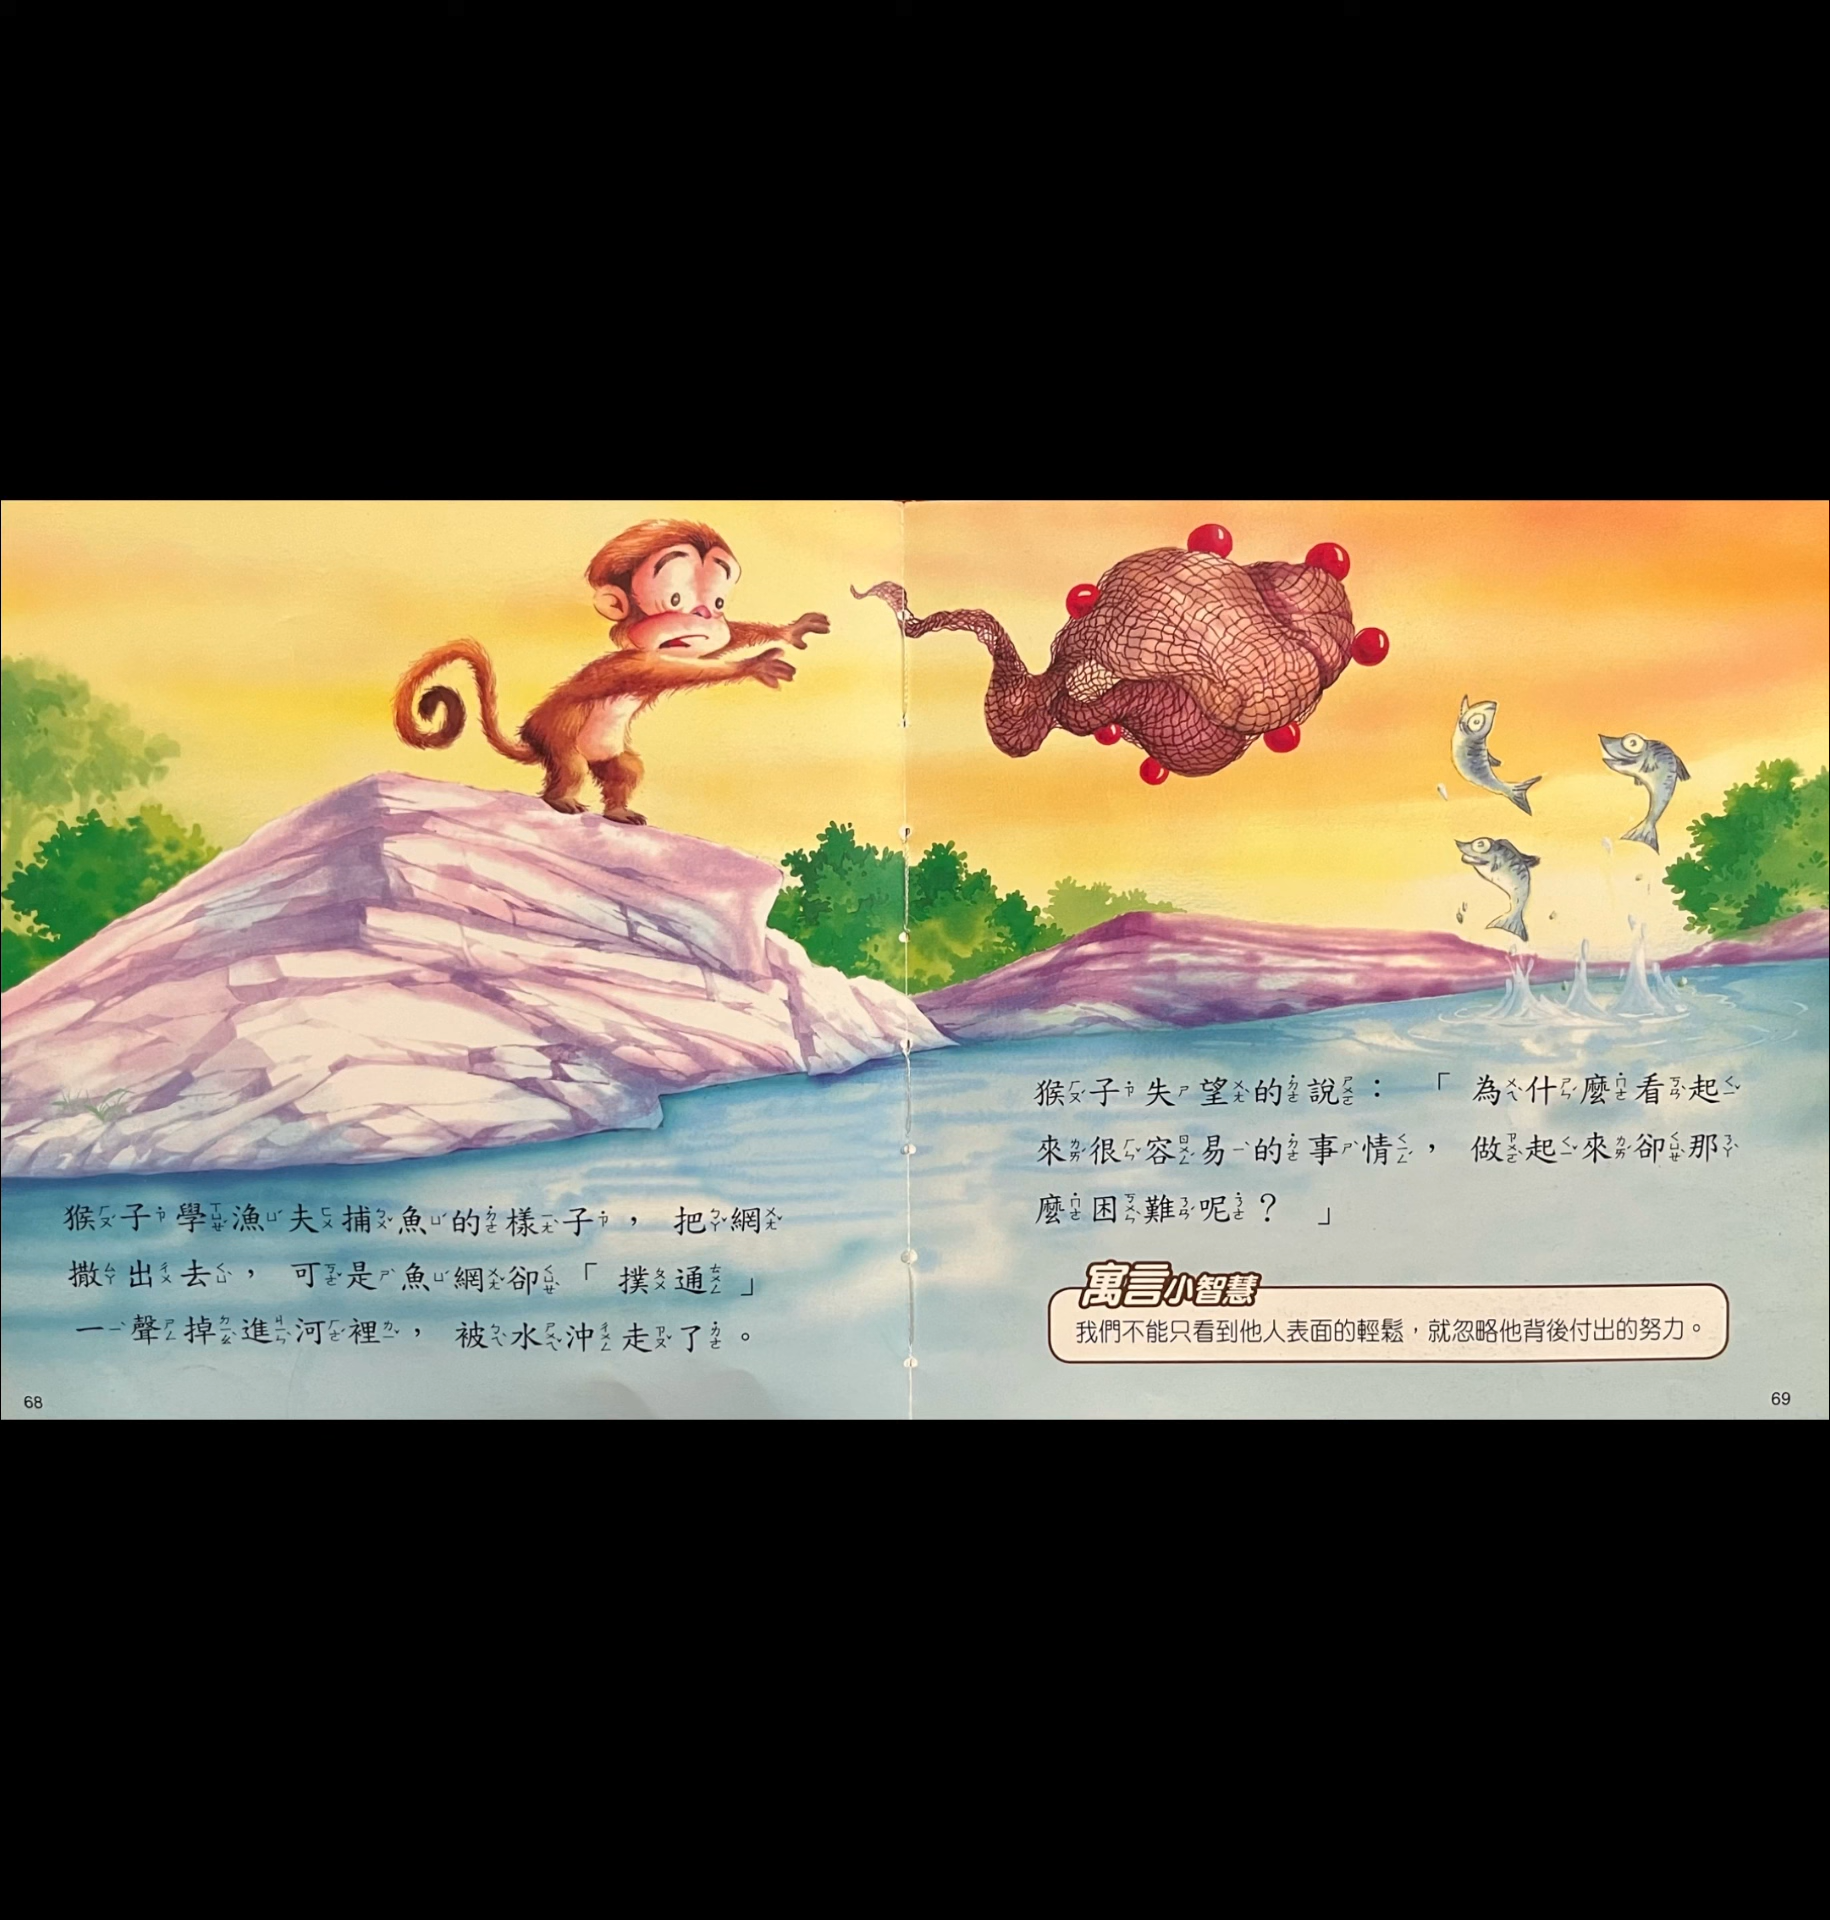 猴子學漁夫捕魚的樣子，把網
撒出去，可是魚網卻「撲通」
一聲掉進河裡，被水沖走了。
68
猴子失望的說：「為什麼看起
來很容易的事情，做起來卻那
麼困難呢？」
寓言小智慧
我們不能只看到他人表面的輕鬆，就忽略他背後付出的努力。
69